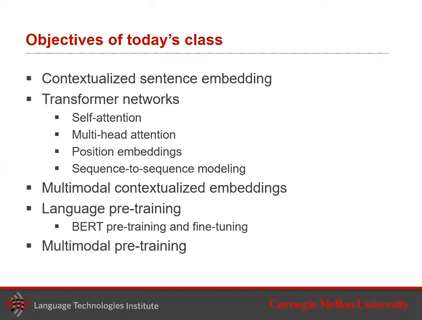 Objectives of today's class
▪ Contextualized sentence embedding
▪ Transformer networks
▪ Self-attention
▪ Multi-head attention
▪ Position embeddings
▪ Sequence-to-sequence modeling
▪ Multimodal contextualized embeddings
▪ Language pre-training
▪ BERT pre-training and fine-tuning
▪ Multimodal pre-training
Language Technologies Institute
Carnegie Mellon University